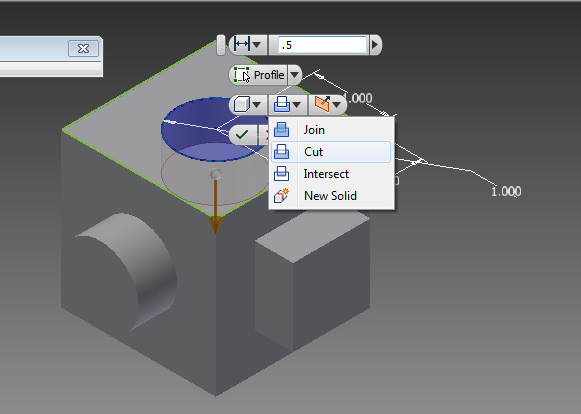 .5
Profile
1.000
Join
Cut
Intersect
New Solid
1.000